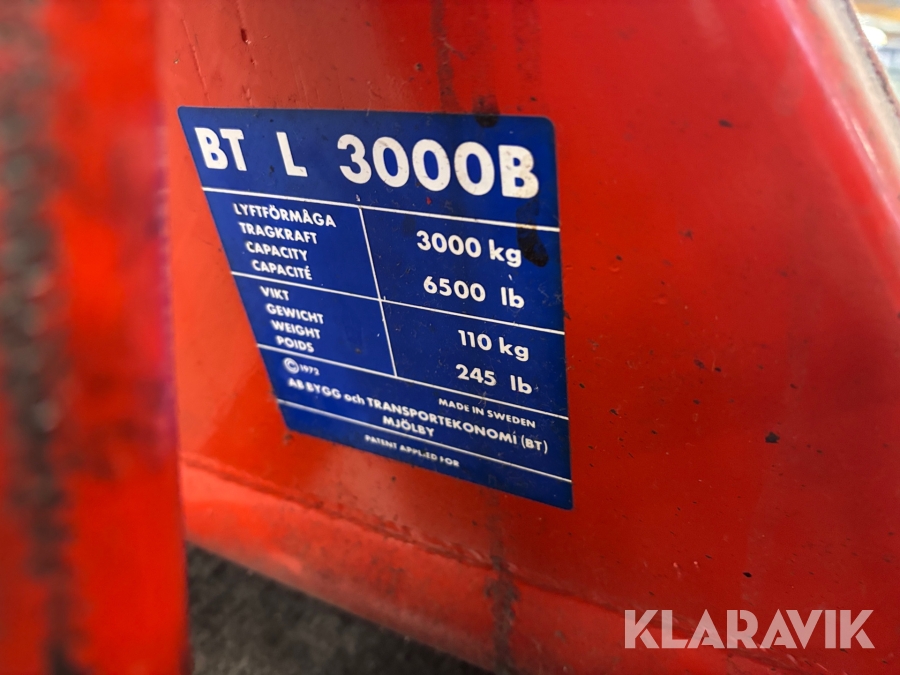 BT L 3000B
LYFTFÖRMÅGA
TRAGKRAFT
CAPACITY
CAPACITÉ
3000 kg
6500 lb
VIKT
GEWICHT
WEIGHT
POIDS
110 kg
245 lb
©1972
MADE IN SWEDEN
AB BYGG och TRANSPORTEKONOMI (BT)
MJÖLBY
PATENT APPLIED FOR
KLARAVIK